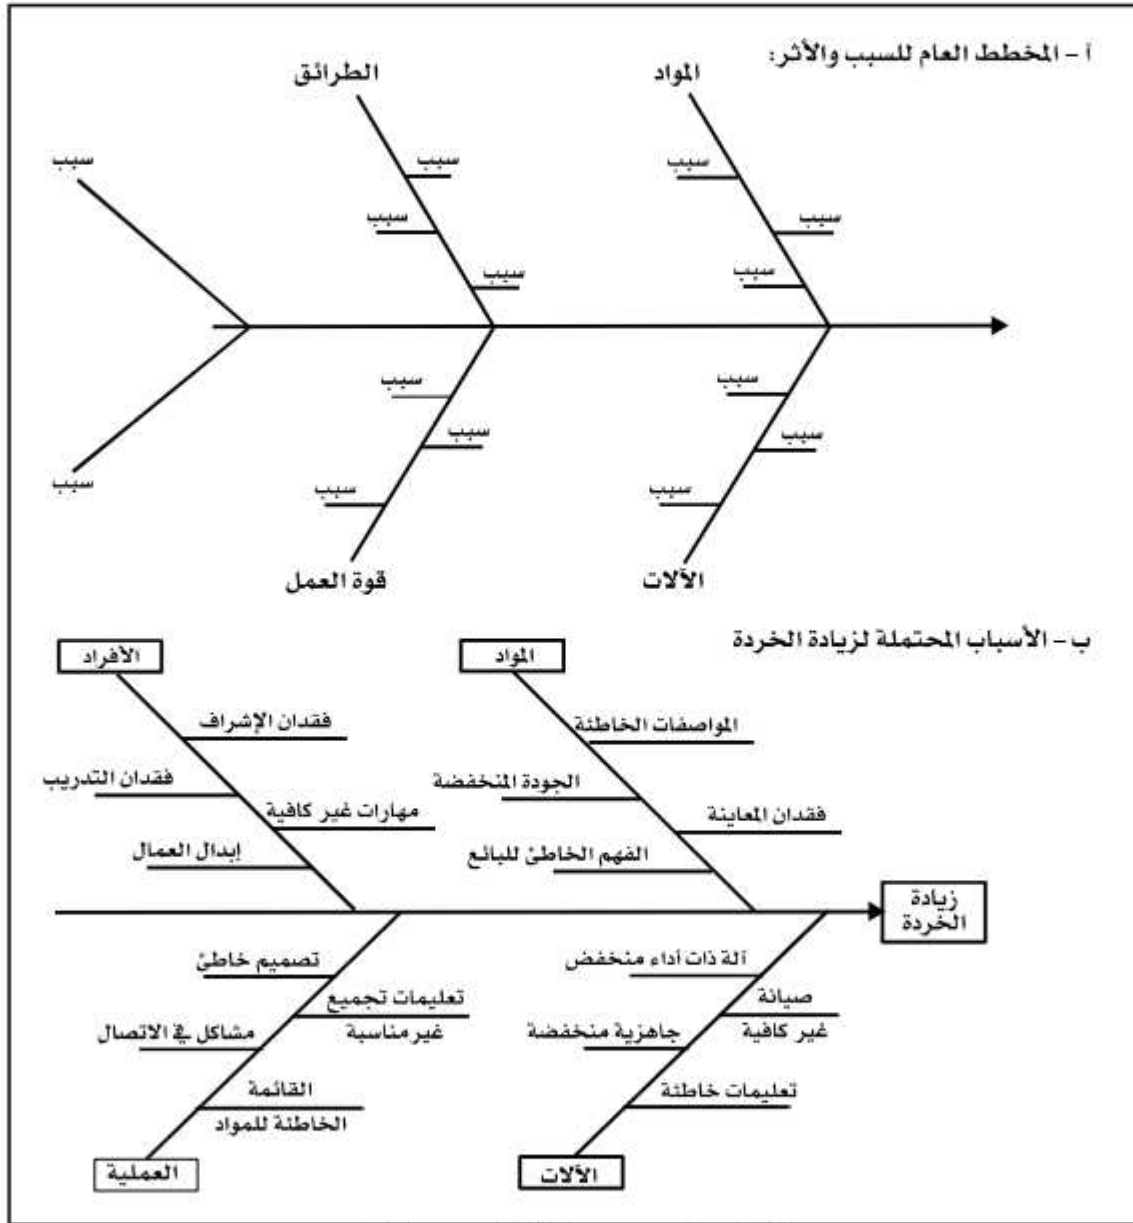 أ - المخطط العام للسبب والأثر:
المواد
الطرائق
سبب
سبب
سبب
سبب
سبب
سبب
سبب
سبب
سبب
سبب
سبب
سبب
سبب
سبب
الآلات
قوة العمل
ب - الأسباب المحتملة لزيادة الخردة
المواد
الأفراد
المواصفات الخاطئة
فقدان الإشراف
الجودة المنخفضة
فقدان التدريب
فقدان المعاينة
مهارات غير كافية
الفهم الخاطئ للبائع
إبدال العمال
زيادة
الخردة
آلة ذات أداء منخفض
تصميم خاطئ
صيانة
غير كافية
تعليمات تجميع
غير مناسبة
جاهزية منخفضة
مشاكل في الاتصال
تعليمات خاطئة
القائمة
الخاطئة للمواد
الآلات
العملية